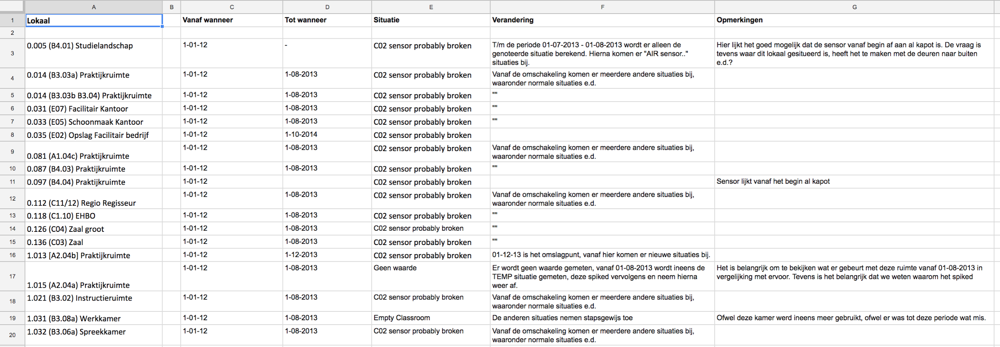 A B C D E F G
1 Lokaal Vanaf wanneer Tot wanneer Situatie Verandering Opmerkingen
2
3 0.005 (B4.01) Studielandschap 1-01-12 - C02 sensor probably broken T/m de periode 01-07-2013 - 01-08-2013 wordt er alleen de Hier lijkt het goed mogelijk dat de sensor vanaf begin af aan al kapot is. De vraag is
genoteerde situatie berekend. Hierna komen er "AIR sensor.." tevens waar dit lokaal gesitueerd is, heeft het te maken met de deuren naar buiten
situaties bij. e.d.?
4 0.014 (B3.03a) Praktijkruimte 1-01-12 1-08-2013 C02 sensor probably broken Vanaf de omschakeling komen er meerdere andere situaties bij,
waaronder normale situaties e.d.
5 0.014 (B3.03b B3.04) Praktijkruimte 1-01-12 1-08-2013 C02 sensor probably broken ""
6 0.031 (E07) Facilitair Kantoor 1-01-12 1-08-2013 C02 sensor probably broken ""
7 0.033 (E05) Schoonmaak Kantoor 1-01-12 1-08-2013 C02 sensor probably broken ""
8 0.035 (E02) Opslag Facilitair bedrijf 1-01-12 1-10-2014 C02 sensor probably broken
9 0.081 (A1.04c) Praktijkruimte 1-01-12 1-08-2013 C02 sensor probably broken Vanaf de omschakeling komen er meerdere andere situaties bij,
waaronder normale situaties e.d.
10 0.087 (B4.03) Praktijkruimte 1-01-12 1-08-2013 C02 sensor probably broken ""
11 0.097 (B4.04) Praktijkruimte 1-01-12 C02 sensor probably broken Sensor lijkt vanaf het begin al kapot
12 0.112 (C11/12) Regio Regisseur 1-01-12 1-08-2013 C02 sensor probably broken Vanaf de omschakeling komen er meerdere andere situaties bij,
waaronder normale situaties e.d.
13 0.118 (C1.10) EHBO 1-01-12 1-08-2013 C02 sensor probably broken ""
14 0.126 (C04) Zaal groot 1-01-12 1-08-2013 C02 sensor probably broken ""
15 0.136 (C03) Zaal 1-01-12 1-08-2013 C02 sensor probably broken ""
16 1.013 [A2.04b] Praktijkruimte 1-01-12 1-12-2013 C02 sensor probably broken 01-12-13 is het omslagpunt, vanaf hier komen er nieuwe situaties bij.
17 1.015 (A2.04a) Praktijkruimte 1-01-12 1-08-2013 Geen waarde Er wordt geen waarde gemeten, vanaf 01-08-2013 wordt ineens de Het is belangrijk om te bekijken wat er gebeurt met deze ruimte vanaf 01-08-2013 in
TEMP situatie gemeten, deze spiked vervolgens en neem hierna vergelijking met ervoor. Tevens is het belangrijk dat we weten waarom het spiked
weer af.
18 1.021 (B3.02) Instructieruimte 1-01-12 1-08-2013 C02 sensor probably broken Vanaf de omschakeling komen er meerdere andere situaties bij,
waaronder normale situaties e.d.
19 1.031 (B3.08a) Werkkamer 1-01-12 1-08-2013 Empty Classroom De anderen situaties nemen stapsgewijs toe Ofwel deze kamer werd ineens meer gebruikt, ofwel er was tot deze periode wat mis.
20 1.032 (B3.06a) Spreekkamer 1-01-12 1-08-2013 C02 sensor probably broken Vanaf de omschakeling komen er meerdere andere situaties bij,
waaronder normale situaties e.d.